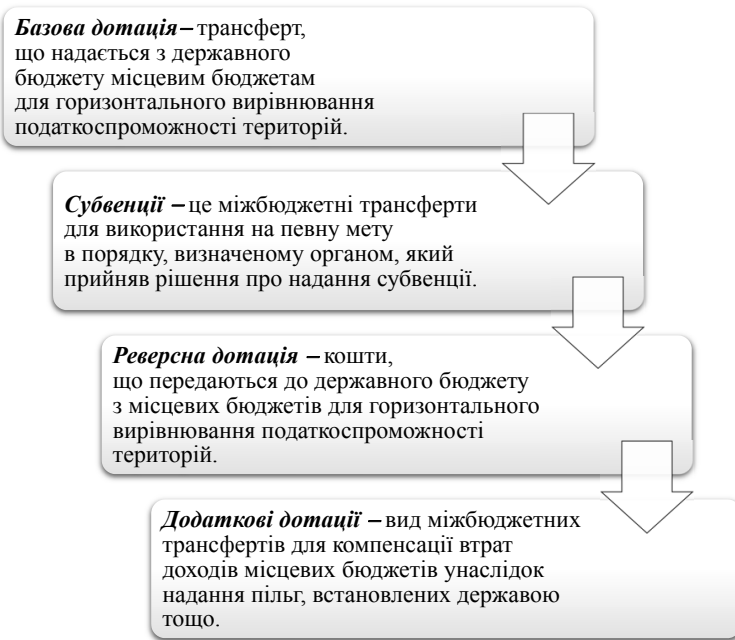 Базова дотація – трансферт,
що надається з державного
бюджету місцевим бюджетам
для горизонтального вирівнювання
податкоспроможності територій.
Субвенції – це міжбюджетні трансферти
для використання на певну мету
в порядку, визначеному органом, який
прийняв рішення про надання субвенції.
Реверсна дотація – кошти,
що передаються до державного бюджету
з місцевих бюджетів для горизонтального
вирівнювання податкоспроможності
територій.
Додаткові дотації – вид міжбюджетних
трансфертів для компенсації втрат
доходів місцевих бюджетів унаслідок
надання пільг, встановлених державою
тощо.